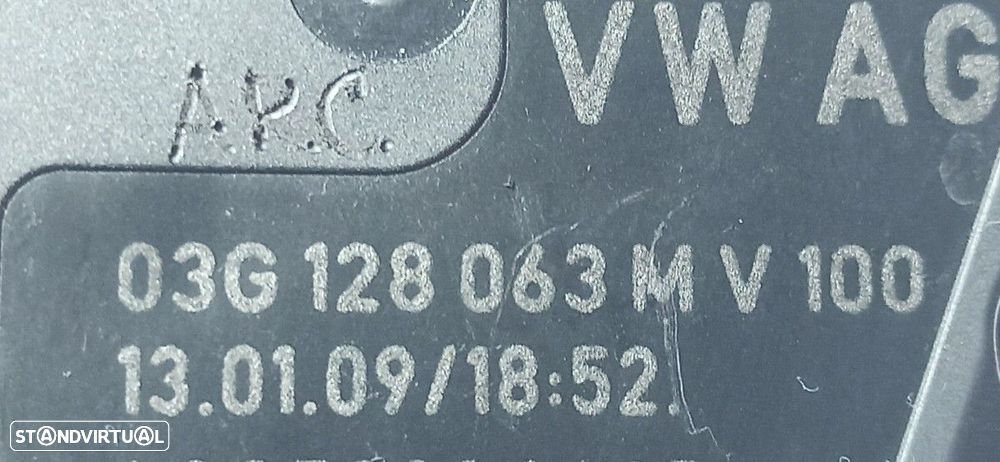 VW AG
A.R.C.
03G 128 063 M V 100
13.01.09/18:52.
STANDVIRTUAL